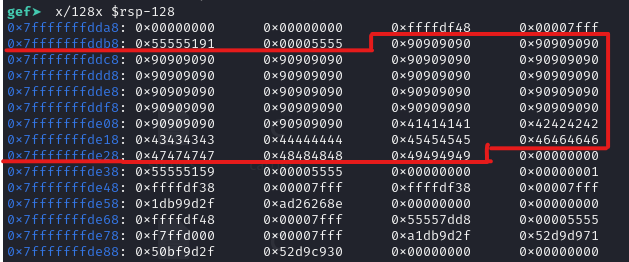 gef➤  x/128x $rsp-128
0x7fffffffdda8: 0x00000000 0x00000000 0xffffdf48 0x00007fff
0x7fffffffddb8: 0x55555191 0x00005555 0x90909090 0x90909090
0x7fffffffddc8: 0x90909090 0x90909090 0x90909090 0x90909090
0x7fffffffddd8: 0x90909090 0x90909090 0x90909090 0x90909090
0x7fffffffdde8: 0x90909090 0x90909090 0x90909090 0x90909090
0x7fffffffddf8: 0x90909090 0x90909090 0x90909090 0x90909090
0x7fffffffde08: 0x90909090 0x90909090 0x41414141 0x42424242
0x7fffffffde18: 0x43434343 0x44444444 0x45454545 0x46464646
0x7fffffffde28: 0x47474747 0x48484848 0x49494949 0x00000000
0x7fffffffde38: 0x55555159 0x00005555 0x00000000 0x00000001
0x7fffffffde48: 0xffffdf38 0x00007fff 0xffffdf38 0x00007fff
0x7fffffffde58: 0x1db99d2f 0xad26268e 0x00000000 0x00000000
0x7fffffffde68: 0xffffdf48 0x00007fff 0x55557dd8 0x00005555
0x7fffffffde78: 0xf7ffd000 0x00007fff 0xa1db9d2f 0x52d9d971
0x7fffffffde88: 0x50bf9d2f 0x52d9c930 0x00000000 0x00000000